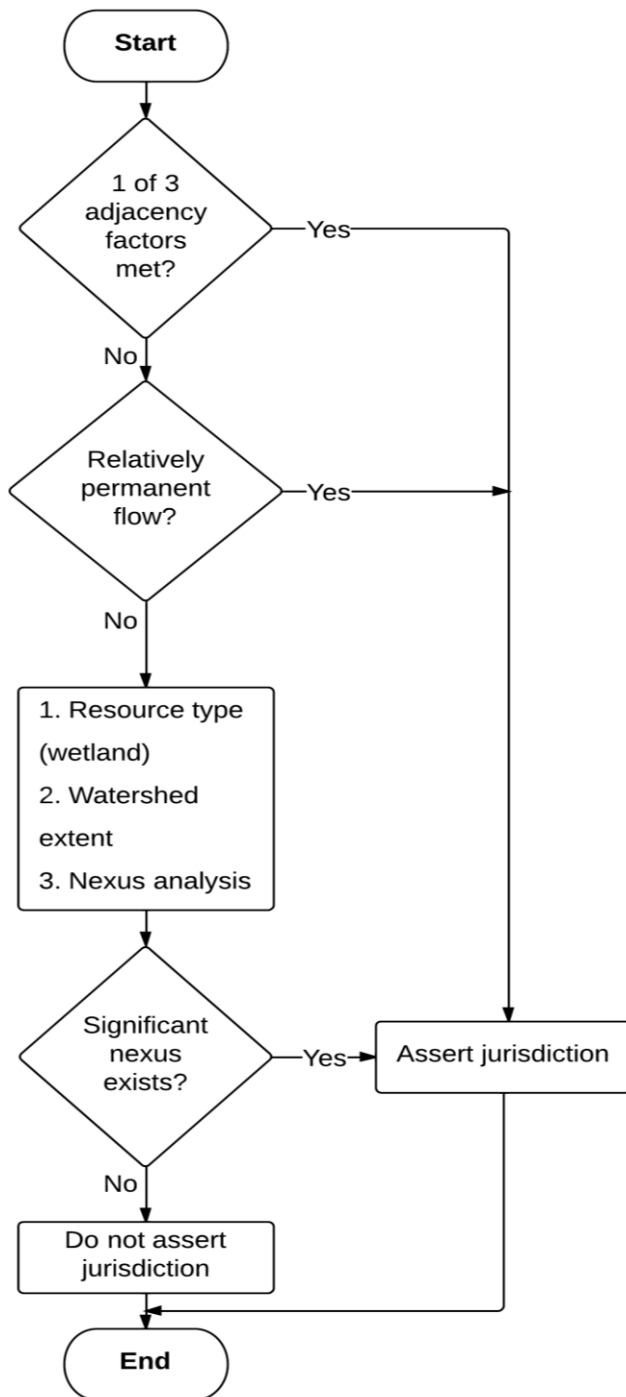 Start
1 of 3
adjacency
factors
met?
Yes
No
Relatively
permanent
flow?
Yes
No
1. Resource type
(wetland)
2. Watershed
extent
3. Nexus analysis
Significant
nexus
exists?
Yes
Assert jurisdiction
No
Do not assert
jurisdiction
End